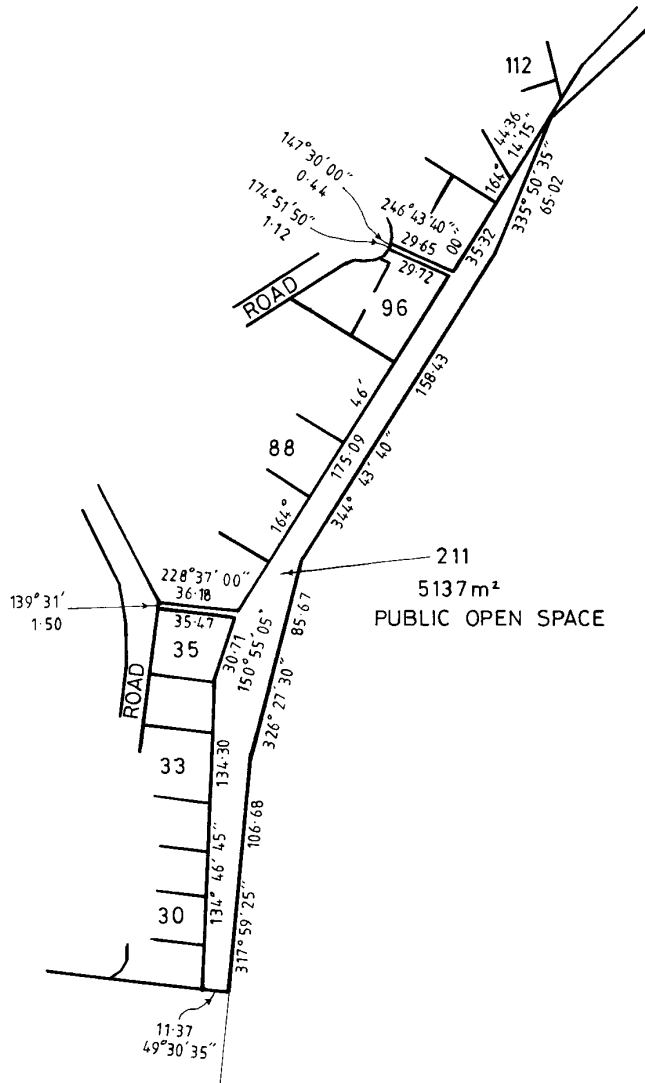 112
44·36
164° 14′ 15″
147° 30′ 00″
0·44
174° 51′ 50″
1·12
246° 43′ 40″
29·65
29·72
00″
35·32
335° 50′ 35″
65·02
ROAD
96
158·43
46′
175·09
88
344° 43′ 40″
164°
211
5137m²
PUBLIC OPEN SPACE
228° 37′ 00″
36·18
139° 31′
1·50
35·47
35
30·71
150° 55′ 05″
85·67
326° 27′ 30″
ROAD
33
134·30
106·68
134° 46′ 45″
30
317° 59′ 25″
11·37
49° 30′ 35″